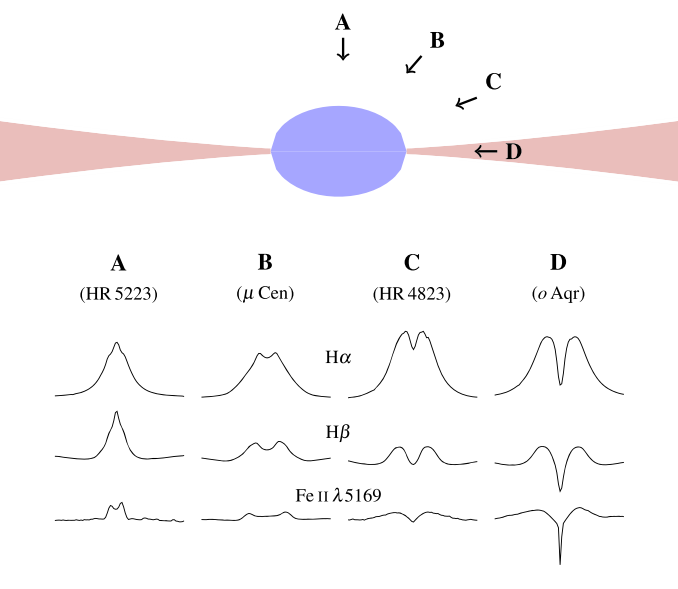 A
B
C
D
A B C D
(HR 5223) (μ Cen) (HR 4823) (o Aqr)
Hα
Hβ
Fe II λ5169